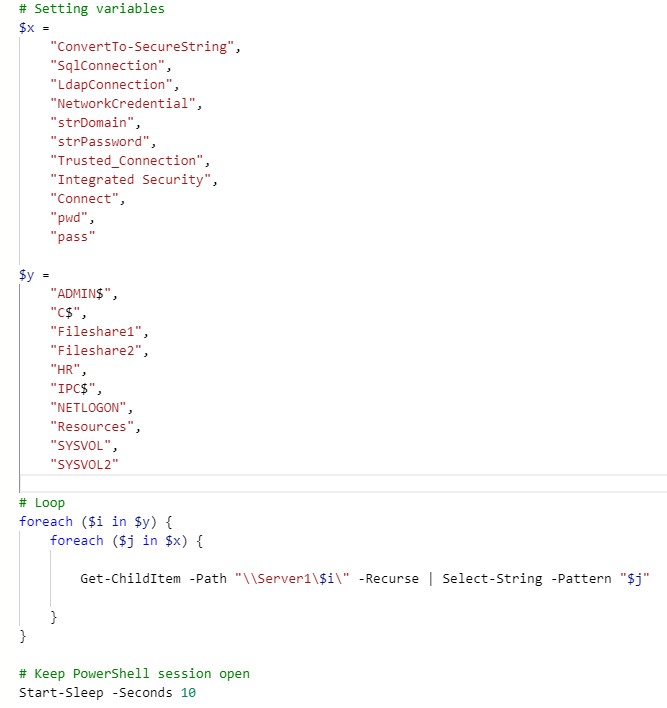 # Setting variables
$x =
    "ConvertTo-SecureString",
    "SqlConnection",
    "LdapConnection",
    "NetworkCredential",
    "strDomain",
    "strPassword",
    "Trusted_Connection",
    "Integrated Security",
    "Connect",
    "pwd",
    "pass"

$y =
    "ADMIN$",
    "C$",
    "Fileshare1",
    "Fileshare2",
    "HR",
    "IPC$",
    "NETLOGON",
    "Resources",
    "SYSVOL",
    "SYSVOL2"

# Loop
foreach ($i in $y) {
    foreach ($j in $x) {

        Get-ChildItem -Path "\\Server1\$i\" -Recurse | Select-String -Pattern "$j"

    }
}

# Keep PowerShell session open
Start-Sleep -Seconds 10